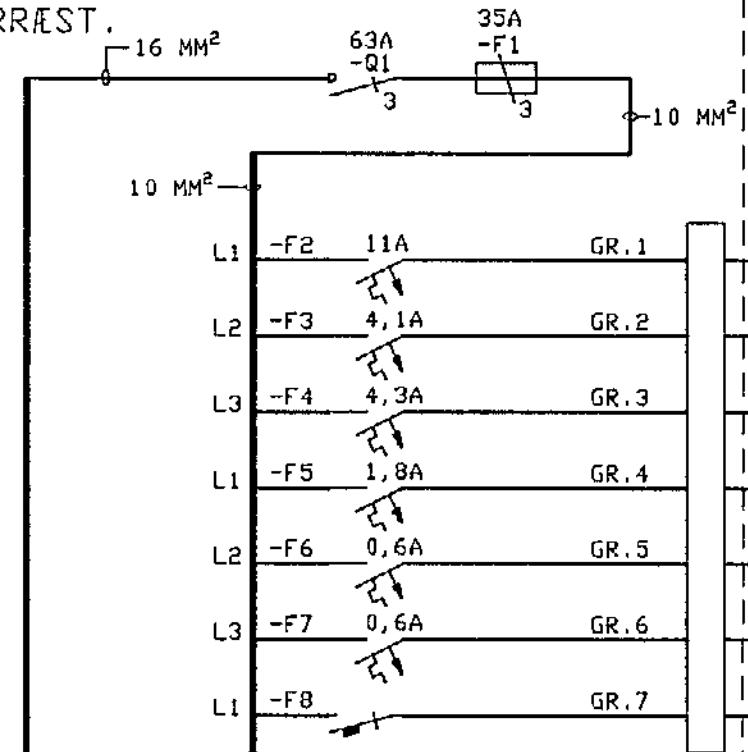 RRÆST.
16 MM²
63A
-Q1
3
35A
-F1
3
10 MM²
10 MM²
L1 -F2 11A GR.1
L2 -F3 4,1A GR.2
L3 -F4 4,3A GR.3
L1 -F5 1,8A GR.4
L2 -F6 0,6A GR.5
L3 -F7 0,6A GR.6
L1 -F8 GR.7